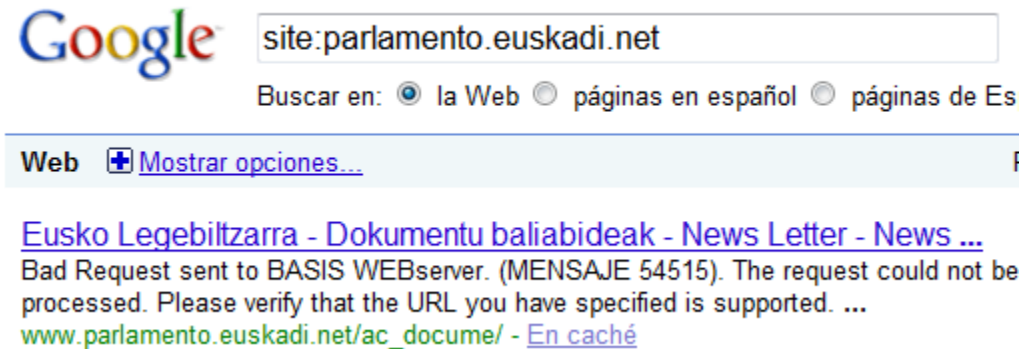 Google
site:parlamento.euskadi.net
Buscar en: la Web páginas en español páginas de Es
Web Mostrar opciones...
Eusko Legebiltzarra - Dokumentu baliabideak - News Letter - News ...
Bad Request sent to BASIS WEBserver. (MENSAJE 54515). The request could not be
processed. Please verify that the URL you have specified is supported. ...
www.parlamento.euskadi.net/ac_docume/ - En caché